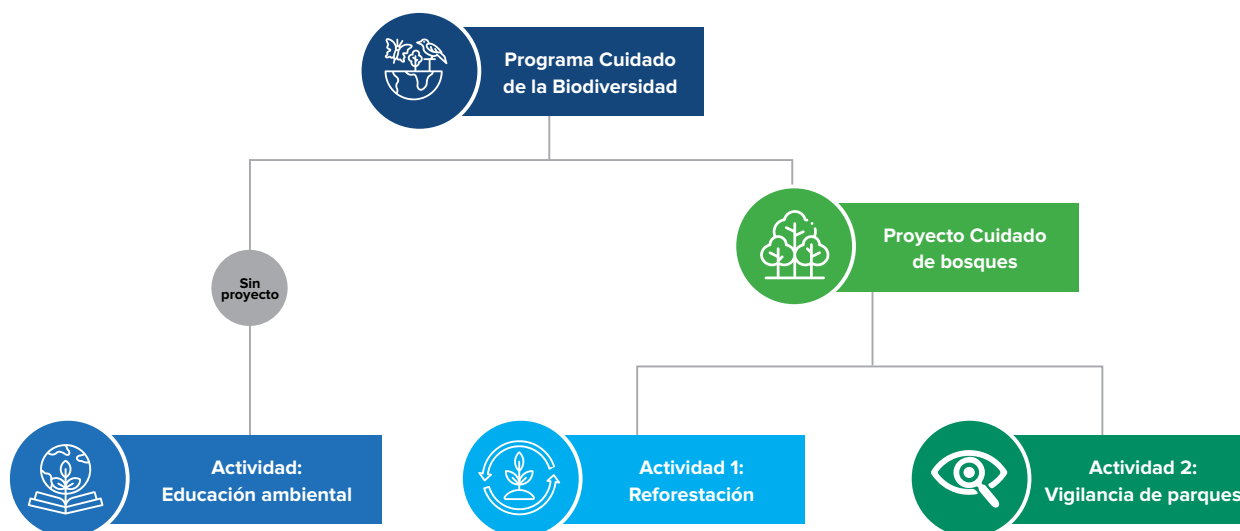 Programa Cuidado
de la Biodiversidad
Proyecto Cuidado
de bosques
Sin
proyecto
Actividad:
Educación ambiental
Actividad 1:
Reforestación
Actividad 2:
Vigilancia de parques